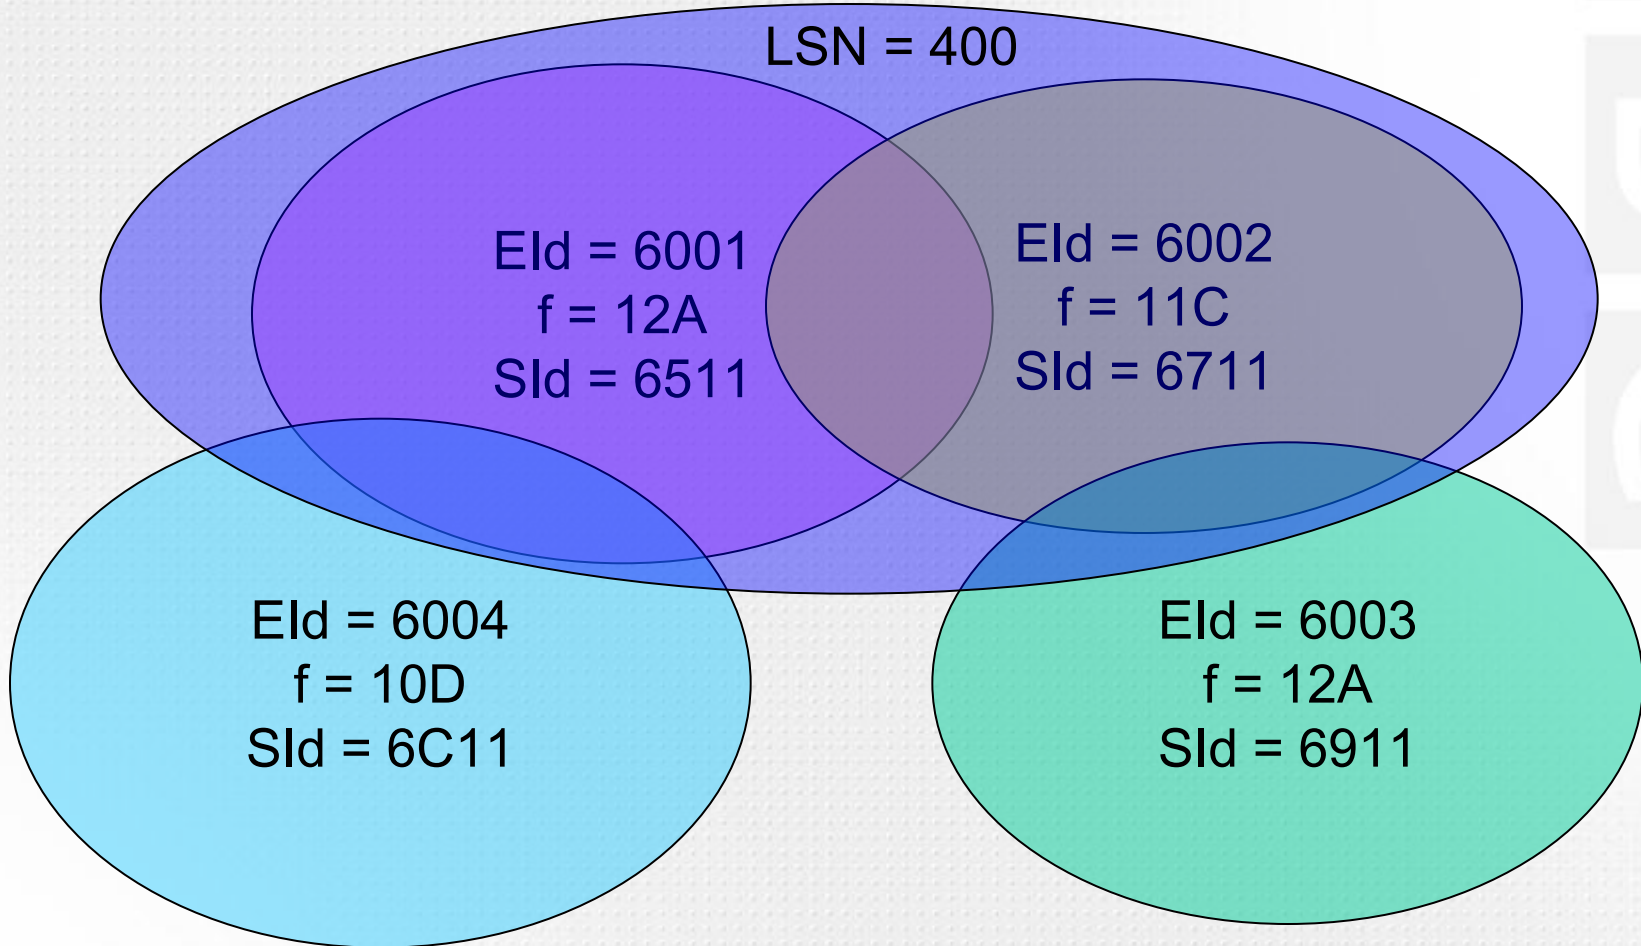 LSN = 400
EId = 6001
f = 12A
SId = 6511
EId = 6002
f = 11C
SId = 6711
EId = 6004
f = 10D
SId = 6C11
EId = 6003
f = 12A
SId = 6911